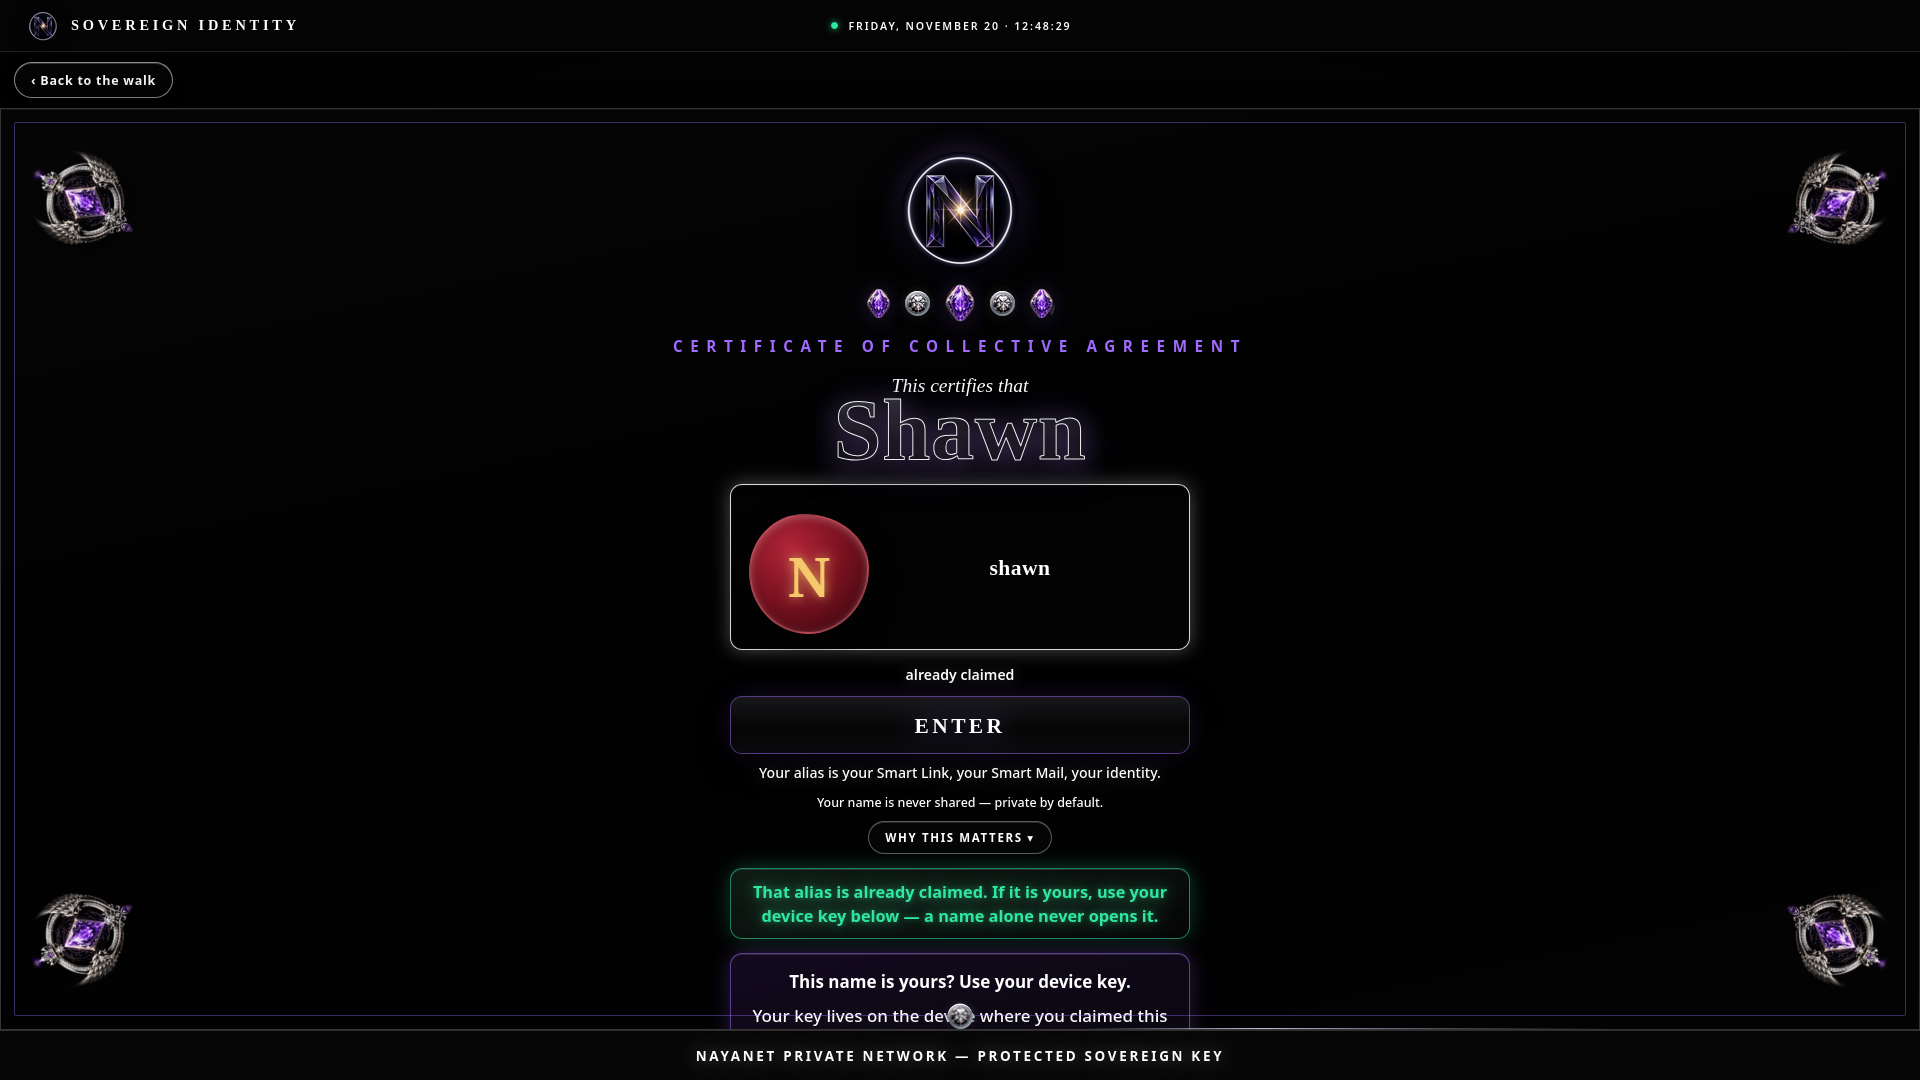 SOVEREIGN IDENTITY
FRIDAY, NOVEMBER 20 · 12:48:29
‹ Back to the walk
N
CERTIFICATE OF COLLECTIVE AGREEMENT
This certifies that
Shawn
N
shawn
already claimed
ENTER
Your alias is your Smart Link, your Smart Mail, your identity.
Your name is never shared — private by default.
WHY THIS MATTERS ▾
That alias is already claimed. If it is yours, use your
device key below — a name alone never opens it.
This name is yours? Use your device key.
Your key lives on the device where you claimed this
NAYANET PRIVATE NETWORK — PROTECTED SOVEREIGN KEY